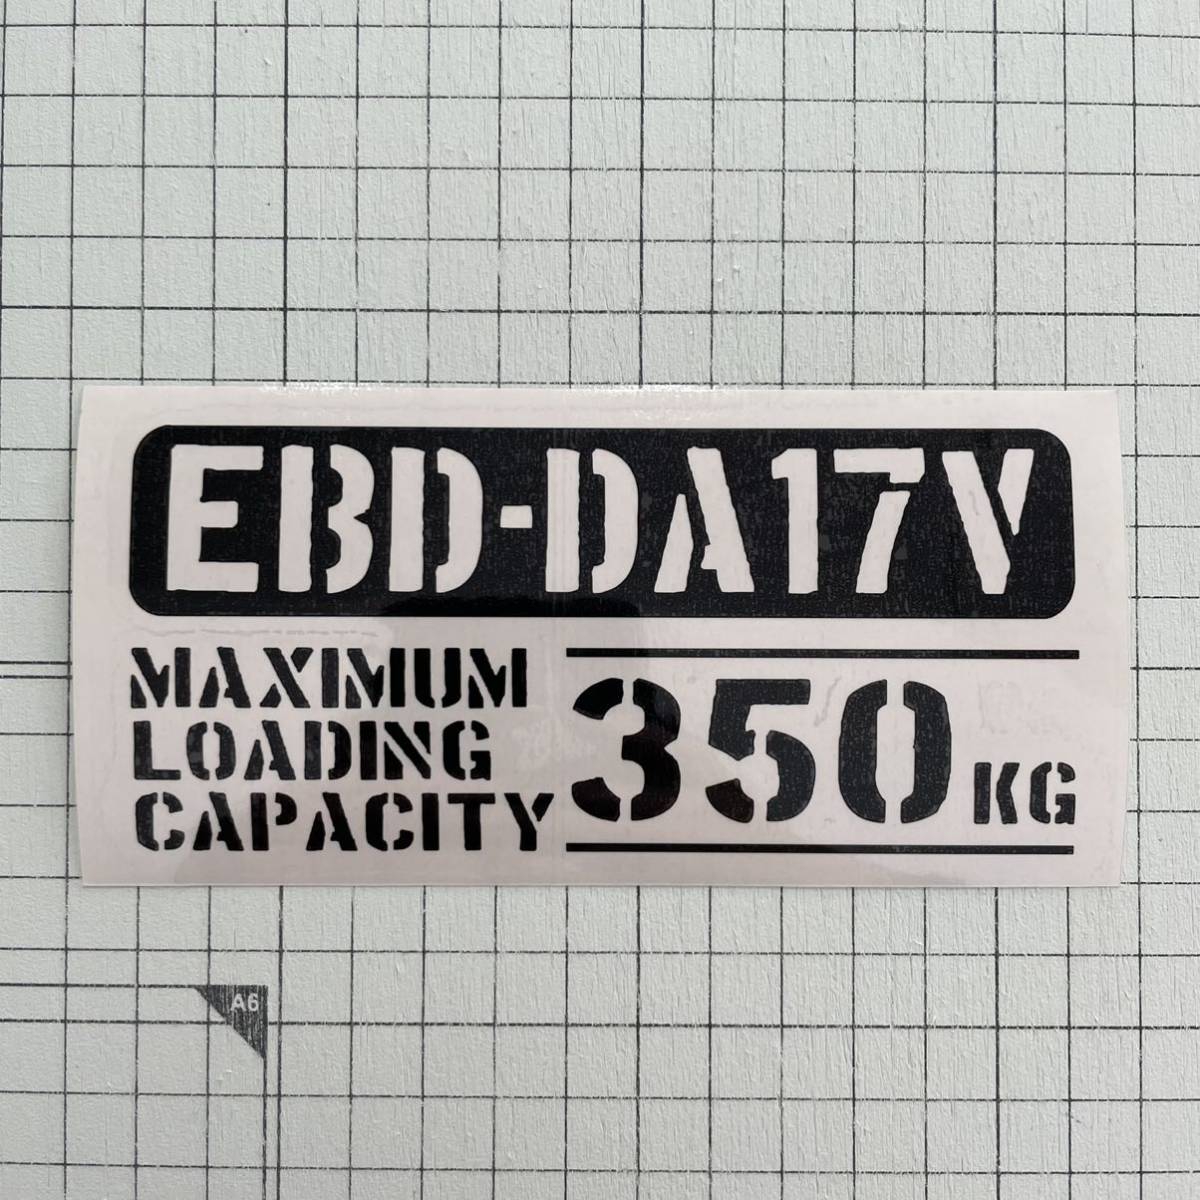 EBD-DA17V
MAXIMUM
LOADING
CAPACITY
350 KG
A6